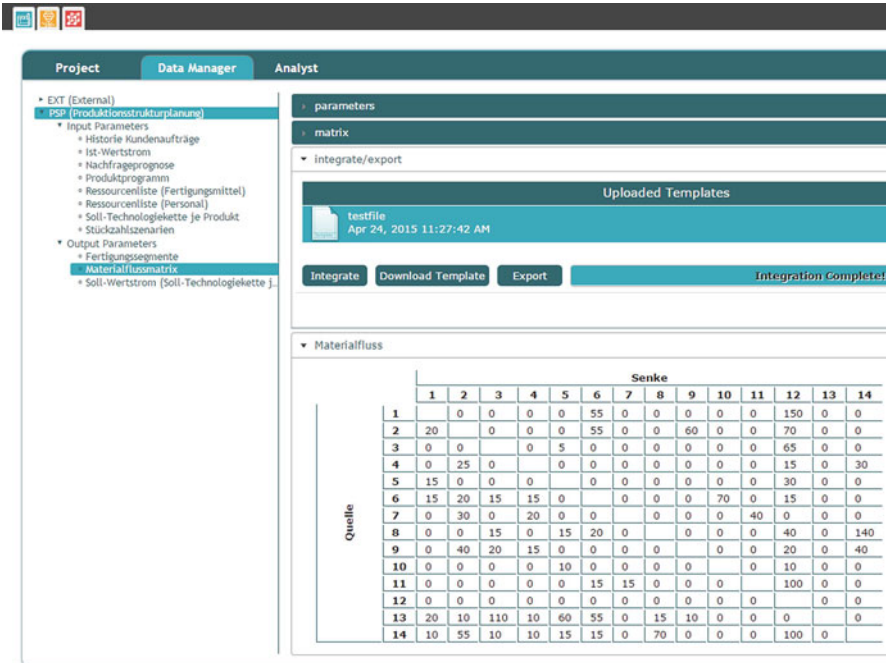 Project Data Manager Analyst
EXT (External)
PSP (Produktionsstrukturplanung)
Input Parameters
Historie Kundenaufträge
Ist-Wertstrom
Nachfrageprognose
Produktprogramm
Ressourcenliste (Fertigungsmittel)
Ressourcenliste (Personal)
Soll-Technologiekette je Produkt
Stückzahlszenarien
Output Parameters
Fertigungssegmente
Materialflussmatrix
Soll-Wertstrom (Soll-Technologiekette j...
parameters
matrix
integrate/export
Uploaded Templates
testfile
Apr 24, 2015 11:27:42 AM
Integrate Download Template Export Integration Complete!
Materialfluss
Senke
1 2 3 4 5 6 7 8 9 10 11 12 13 14
Quelle
1 0 0 0 0 55 0 0 0 0 0 150 0 0
2 20 0 0 0 55 0 0 60 0 0 70 0 0
3 0 0 0 5 0 0 0 0 0 0 65 0 0
4 0 25 0 0 0 0 0 0 0 0 15 0 30
5 15 0 0 0 0 0 0 0 0 0 30 0 0
6 15 20 15 15 0 0 0 0 70 0 15 0 0
7 0 30 0 20 0 0 0 0 0 40 0 0 0
8 0 0 15 0 15 20 0 0 0 0 40 0 140
9 0 40 20 15 0 0 0 0 0 0 20 0 40
10 0 0 0 0 10 0 0 0 0 0 10 0 0
11 0 0 0 0 0 15 15 0 0 0 100 0 0
12 0 0 0 0 0 0 0 0 0 0 0 0 0
13 20 10 110 10 60 55 0 15 10 0 0 0 0
14 10 55 10 10 15 15 0 70 0 0 0 100 0